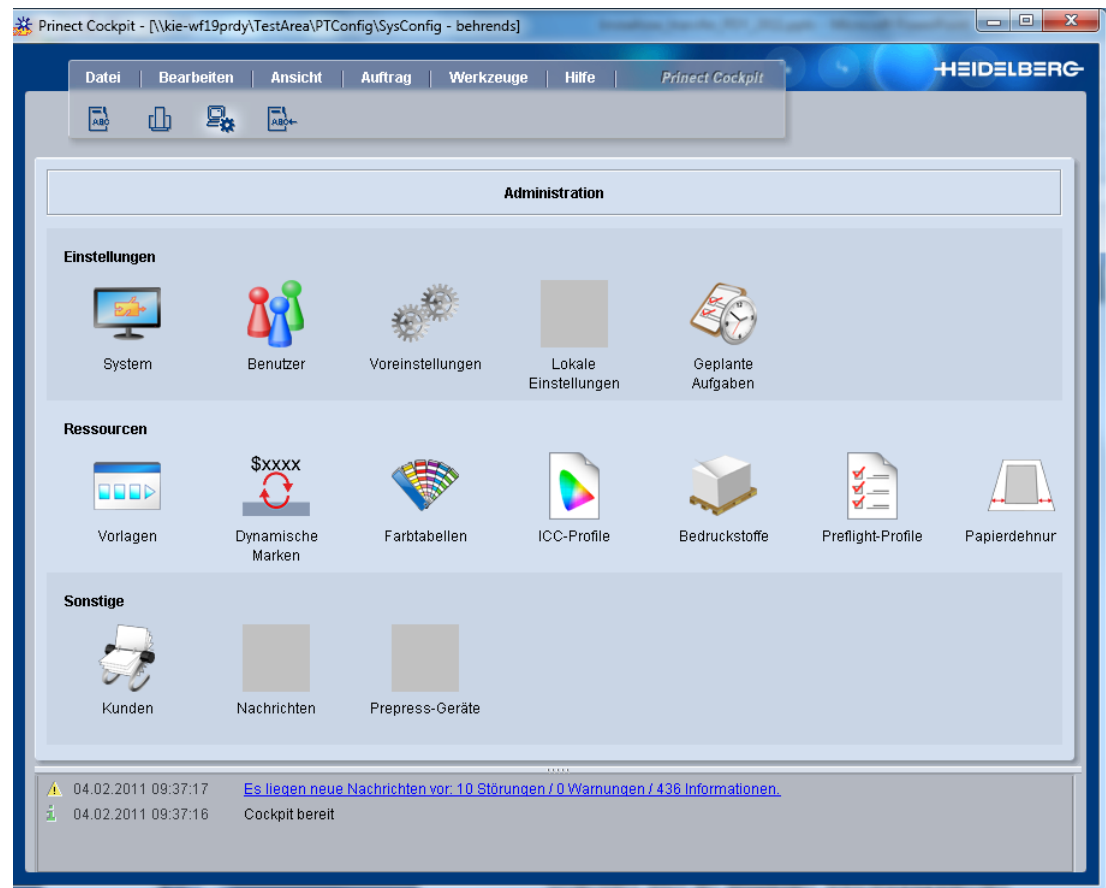 Prinect Cockpit - [\\kie-wf19prdy\TestArea\PTConfig\SysConfig - behrends]
HEIDELBERG
Datei | Bearbeiten | Ansicht | Auftrag | Werkzeuge | Hilfe | Prinect Cockpit
ABC
ABC
Administration
Einstellungen
System
Benutzer
Voreinstellungen
Lokale
Einstellungen
Geplante
Aufgaben
Ressourcen
$xxxx
Vorlagen
Dynamische
Marken
Farbtabellen
ICC-Profile
Bedruckstoffe
Preflight-Profile
Papierdehnur
Sonstige
Kunden
Nachrichten
Prepress-Geräte
04.02.2011 09:37:17 Es liegen neue Nachrichten vor: 10 Störungen / 0 Warnungen / 436 Informationen.
04.02.2011 09:37:16 Cockpit bereit